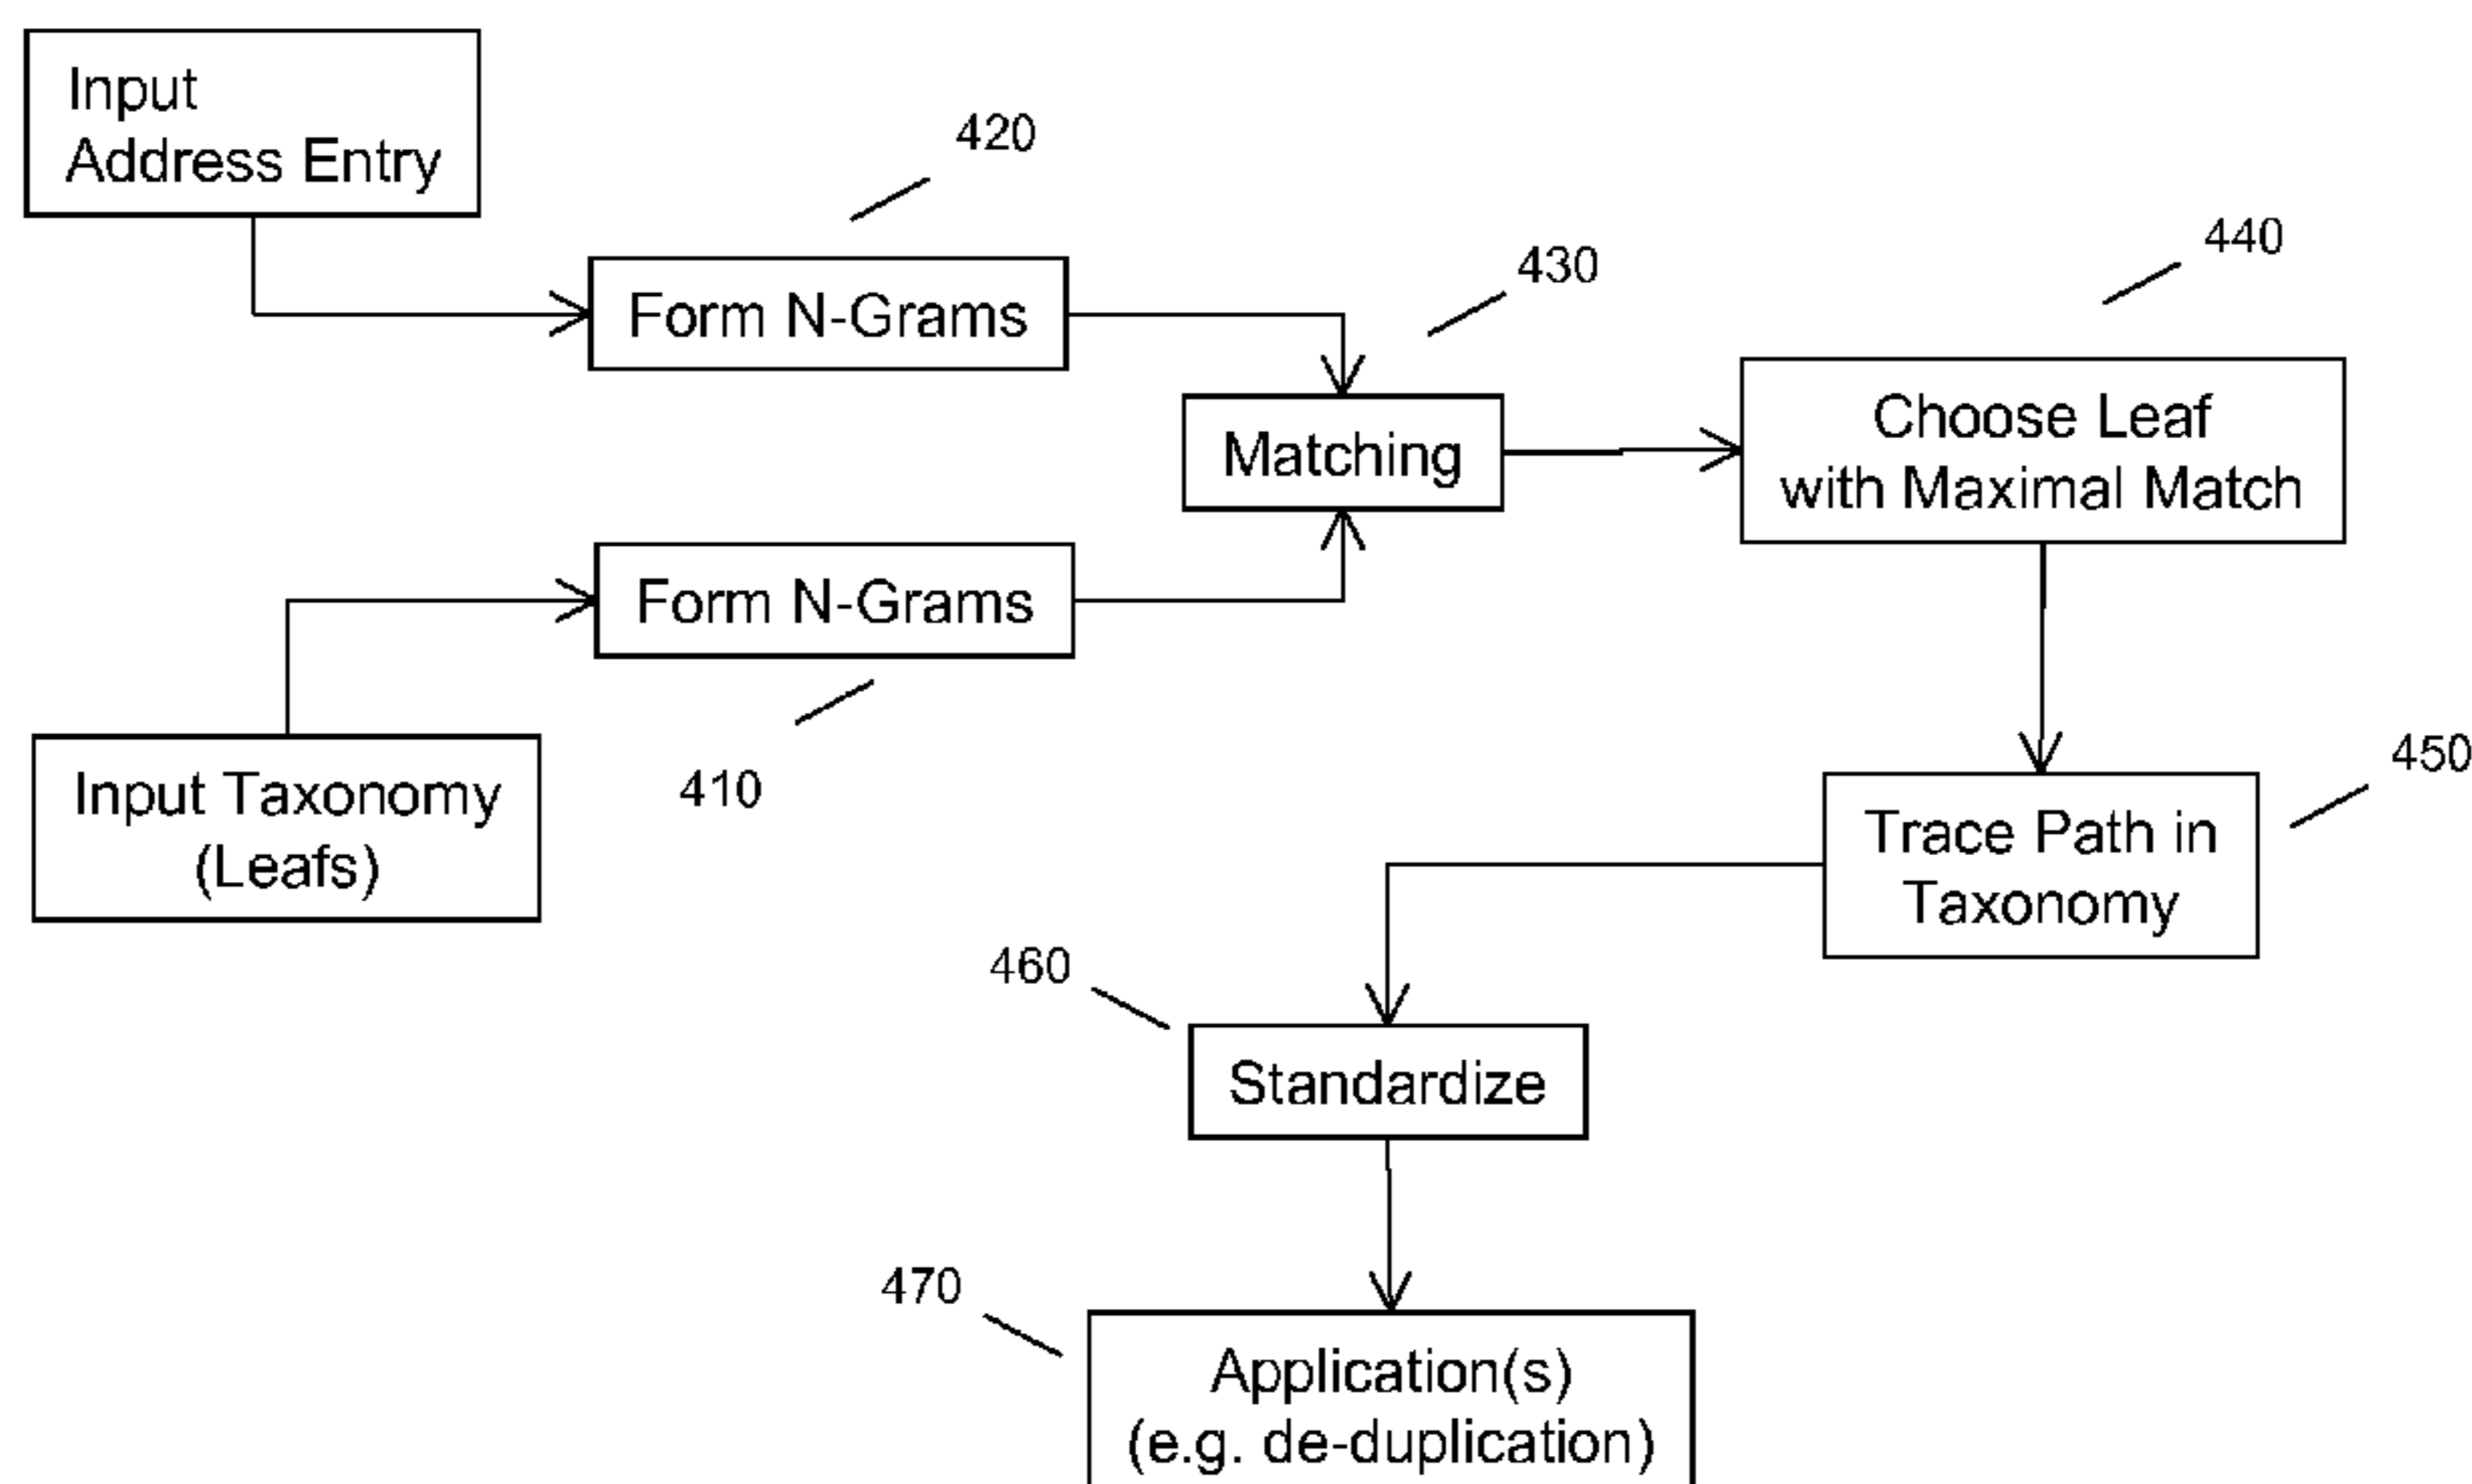 Input
Address Entry
420
Form N-Grams
430
440
Matching
Choose Leaf
with Maximal Match
Form N-Grams
410
Input Taxonomy
(Leafs)
450
Trace Path in
Taxonomy
460
Standardize
470
Application(s)
(e.g. de-duplication)